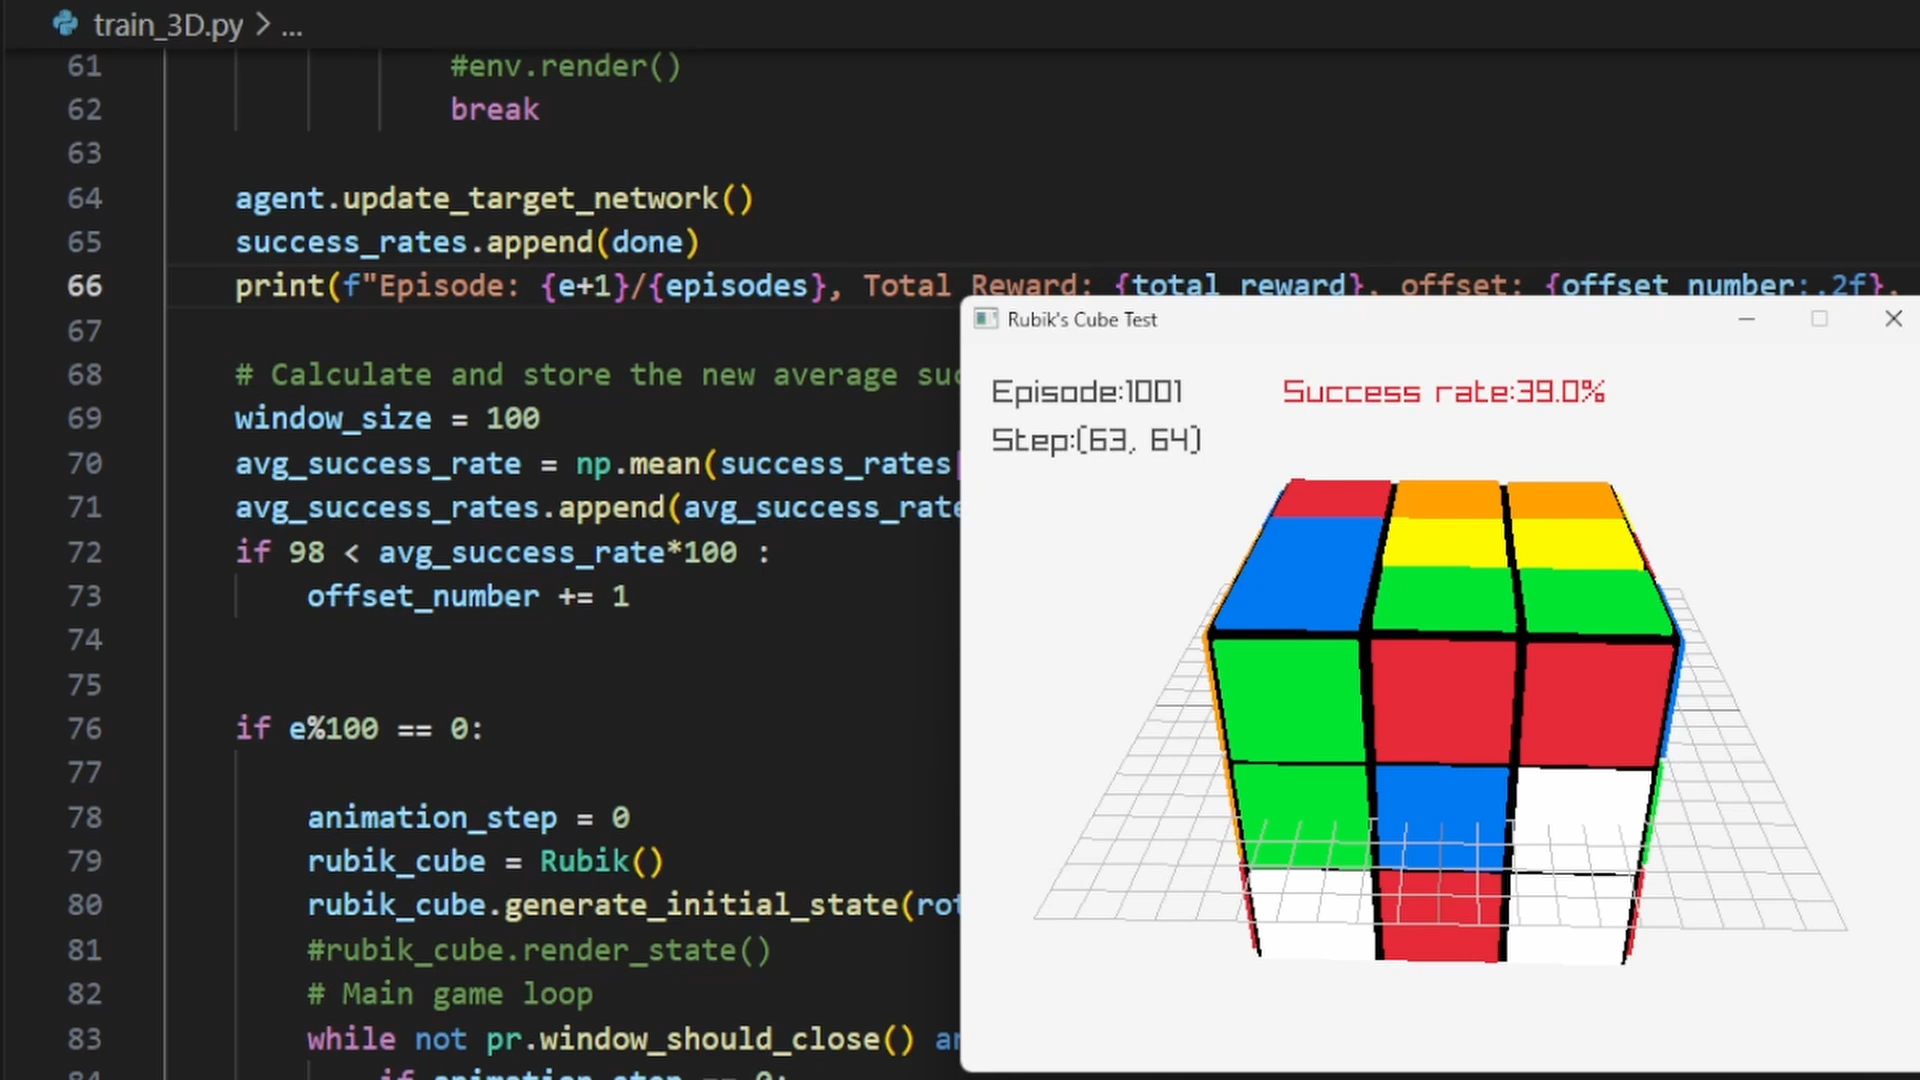 train_3D.py > ...
61 #env.render()
62 break
63
64 agent.update_target_network()
65 success_rates.append(done)
66 print(f"Episode: {e+1}/{episodes}, Total Reward: {total_reward}, offset: {offset_number:.2f},
67
68 # Calculate and store the new average
69 window_size = 100
70 avg_success_rate = np.mean(success_rates
71 avg_success_rates.append(avg_success_rate
72 if 98 < avg_success_rate*100 :
73 offset_number += 1
74
75
76 if e%100 == 0:
77
78 animation_step = 0
79 rubik_cube = Rubik()
80 rubik_cube.generate_initial_state(
81 #rubik_cube.render_state()
82 # Main game loop
83 while not pr.window_should_close()
84 if animation_step == 0:
Rubik's Cube Test
Episode:1001 Success rate:39.0%
Step:(63, 64)